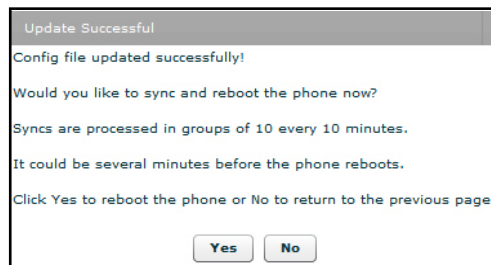 Update Successful
Config file updated successfully!
Would you like to sync and reboot the phone now?
Syncs are processed in groups of 10 every 10 minutes.
It could be several minutes before the phone reboots.
Click Yes to reboot the phone or No to return to the previous page
Yes No